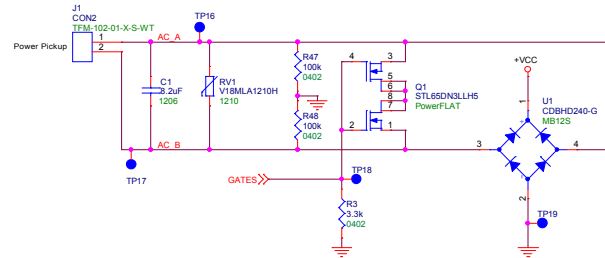 J1
CON2
TFM-102-01-X-S-WT
Power Pickup
1
2
AC_A
TP16
C1
8.2uF
1206
RV1
V18MLA1210H
1210
R47
100k
0402
R48
100k
0402
4
3
5
6
8
7
2
1
Q1
STL65DN3LLH5
PowerFLAT
+VCC
U1
CDBHD240-G
MB12S
1
3
4
2
AC_B
TP17
GATES
TP18
R3
3.3k
0402
TP19